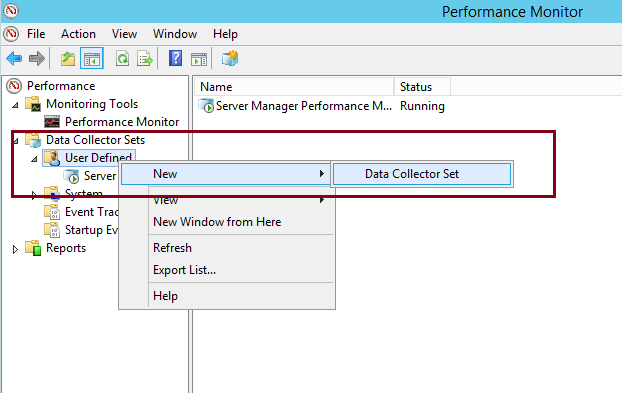 Performance Monitor
File Action View Window Help
Performance
Monitoring Tools
Performance Monitor
Data Collector Sets
User Defined
Server
System
Event Trac
Startup Eve
Reports
Name Status
Server Manager Performance M... Running
New
View
New Window from Here
Refresh
Export List...
Help
Data Collector Set